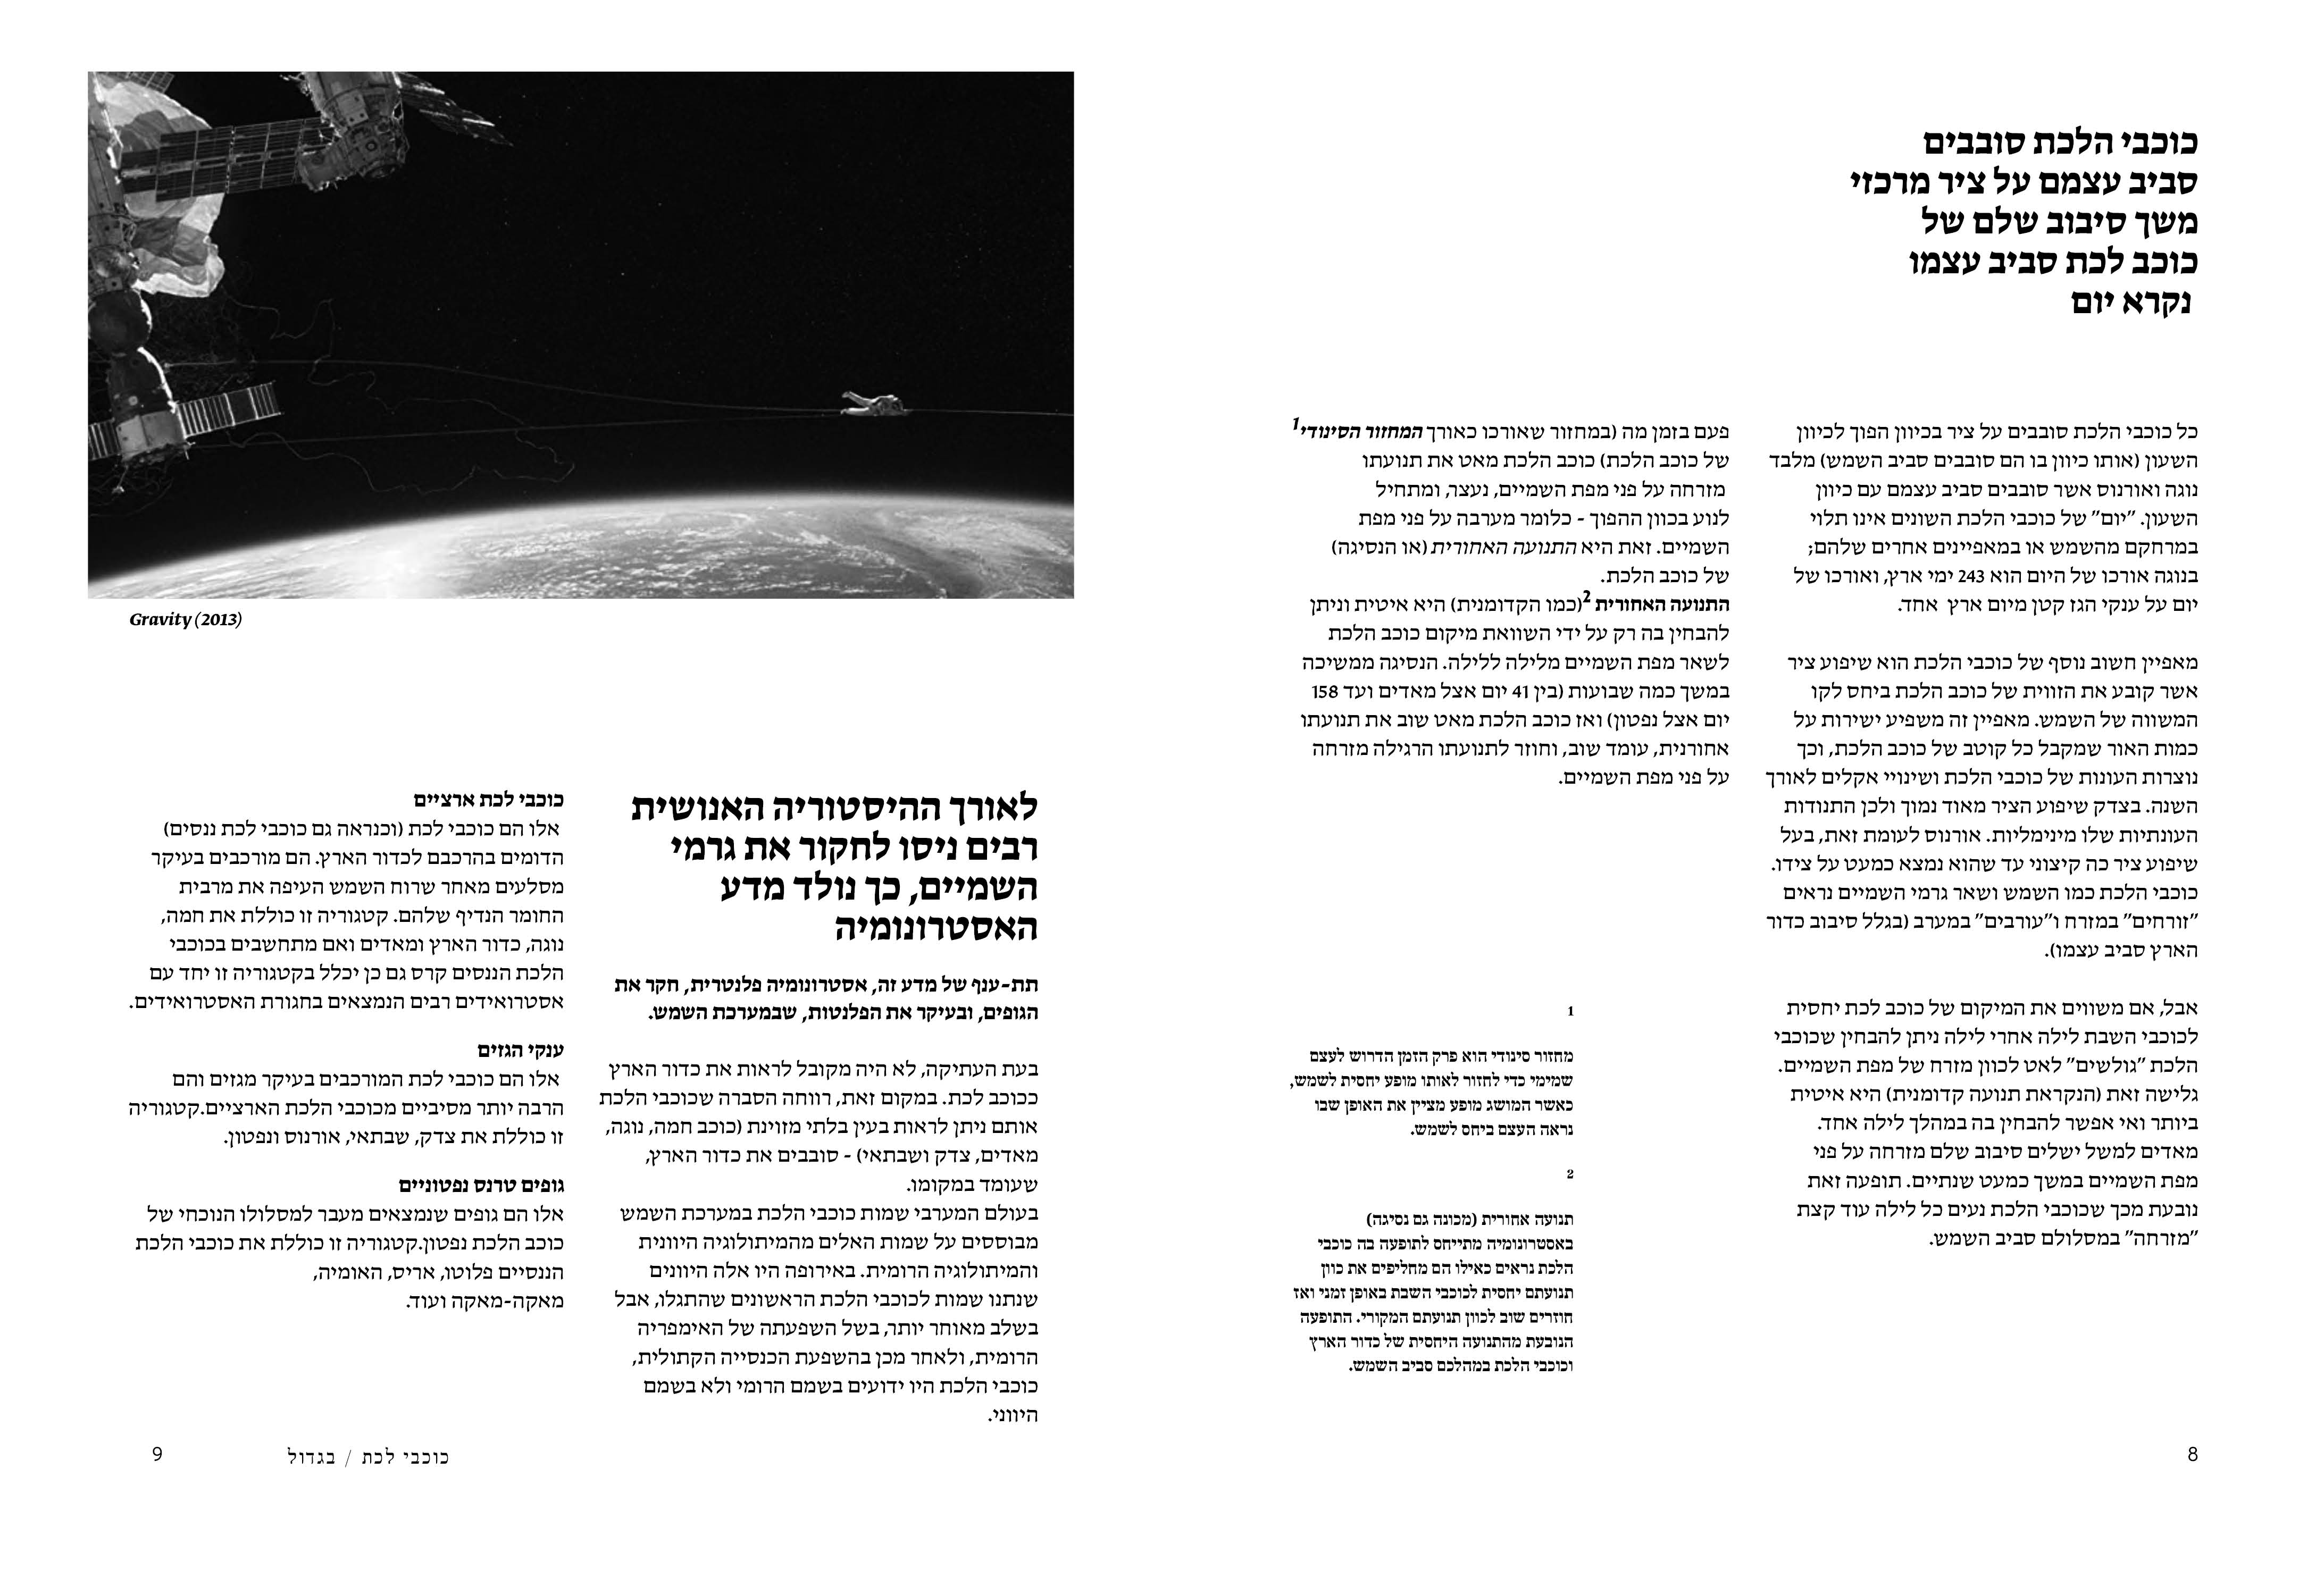 כוכבי הלכת סובבים
סביב עצמם על ציר מרכזי
משך סיבוב שלם של
כוכב לכת סביב עצמו
נקרא יום
כל כוכבי הלכת סובבים על ציר בכיוון הפוך לכיוון
השעון (אותו כיוון בו הם סובבים סביב השמש) מלבד
נוגה ואורנוס אשר סובבים סביב עצמם עם כיוון
השעון. ״יום״ של כוכבי הלכת השונים אינו תלוי
במרחקם מהשמש או במאפיינים אחרים שלהם;
בנוגה אורכו של היום הוא 243 ימי ארץ, ואורכו של
יום על ענקי הגז קטן מיום ארץ אחד.
מאפיין חשוב נוסף של כוכבי הלכת הוא שיפוע ציר
אשר קובע את הזווית של כוכב הלכת ביחס לקו
המשווה של השמש. מאפיין זה משפיע ישירות על
כמות האור שמקבל כל קוטב של כוכב הלכת, וכך
נוצרות העונות של כוכבי הלכת ושינויי אקלים לאורך
השנה. בצדק שיפוע הציר מאוד נמוך ולכן התנודות
העונתיות שלו מינימליות. אורנוס לעומת זאת, בעל
שיפוע ציר כה קיצוני עד שהוא נמצא כמעט על צידו.
כוכבי הלכת כמו השמש ושאר גרמי השמיים נראים
״זורחים״ במזרח ו״עורבים״ במערב (בגלל סיבוב כדור
הארץ סביב עצמו).
אבל, אם משווים את המיקום של כוכב לכת יחסית
לכוכבי השבת לילה אחרי לילה ניתן להבחין שכוכבי
הלכת ״גולשים״ לאט לכוון מזרח של מפת השמיים.
גלישה זאת (הנקראת תנועה קדומנית) היא איטית
ביותר ואי אפשר להבחין בה במהלך לילה אחד.
מאדים למשל ישלים סיבוב שלם מזרחה על פני
מפת השמיים במשך כמעט שנתיים. תופעה זאת
נובעת מכך שכוכבי הלכת נעים כל לילה עוד קצת
״מזרחה״ במסלולם סביב השמש.
פעם בזמן מה (במחזור שאורכו כאורך המחזור הסינודי1
של כוכב הלכת) כוכב הלכת מאט את תנועתו
מזרחה על פני מפת השמיים, נעצר, ומתחיל
לנוע בכוון ההפוך - כלומר מערבה על פני מפת
השמיים. זאת היא התנועה האחורית (או הנסיגה)
של כוכב הלכת.
התנועה האחורית 2(כמו הקדומנית) היא איטית וניתן
להבחין בה רק על ידי השוואת מיקום כוכב הלכת
לשאר מפת השמיים מלילה ללילה. הנסיגה ממשיכה
במשך כמה שבועות (בין 41 יום אצל מאדים ועד 158
יום אצל נפטון) ואז כוכב הלכת מאט שוב את תנועתו
אחורנית, עומד שוב, וחוזר לתנועתו הרגילה מזרחה
על פני מפת השמיים.
1
מחזור סינודי הוא פרק הזמן הדרוש לעצם
שמימי כדי לחזור לאותו מופע יחסית לשמש,
כאשר המושג מופע מציין את האופן שבו
נראה העצם ביחס לשמש.
2
תנועה אחורית (מכונה גם נסיגה)
באסטרונומיה מתייחס לתופעה בה כוכבי
הלכת נראים כאילו הם מחליפים את כוון
תנועתם יחסית לכוכבי השבת באופן זמני ואז
חוזרים שוב לכוון תנועתם המקורי. התופעה
הנובעת מהתנועה היחסית של כדור הארץ
וכוכבי הלכת במהלכם סביב השמש.
8
Gravity (2013)
לאורך ההיסטוריה האנושית
רבים ניסו לחקור את גרמי
השמיים, כך נולד מדע
האסטרונומיה
תת-ענף של מדע זה, אסטרונומיה פלנטרית, חקר את
הגופים, ובעיקר את הפלנטות, שבמערכת השמש.
בעת העתיקה, לא היה מקובל לראות את כדור הארץ
ככוכב לכת. במקום זאת, רווחה הסברה שכוכבי הלכת
אותם ניתן לראות בעין בלתי מזוינת (כוכב חמה, נוגה,
מאדים, צדק ושבתאי) - סובבים את כדור הארץ,
שעומד במקומו.
בעולם המערבי שמות כוכבי הלכת במערכת השמש
מבוססים על שמות האלים מהמיתולוגיה היוונית
והמיתולוגיה הרומית. באירופה היו אלה היוונים
שנתנו שמות לכוכבי הלכת הראשונים שהתגלו, אבל
בשלב מאוחר יותר, בשל השפעתה של האימפריה
הרומית, ולאחר מכן בהשפעת הכנסייה הקתולית,
כוכבי הלכת היו ידועים בשמם הרומי ולא בשמם
היווני.
כוכבי לכת ארציים
אלו הם כוכבי לכת (וכנראה גם כוכבי לכת ננסים)
הדומים בהרכבם לכדור הארץ. הם מורכבים בעיקר
מסלעים מאחר שרוח השמש העיפה את מרבית
החומר הנדיף שלהם. קטגוריה זו כוללת את חמה,
נוגה, כדור הארץ ומאדים ואם מתחשבים בכוכבי
הלכת הננסים קרס גם כן יכלל בקטגוריה זו יחד עם
אסטרואידים רבים הנמצאים בחגורת האסטרואידים.
ענקי הגזים
אלו הם כוכבי לכת המורכבים בעיקר מגזים והם
הרבה יותר מסיביים מכוכבי הלכת הארציים.קטגוריה
זו כוללת את צדק, שבתאי, אורנוס ונפטון.
גופים טרנס נפטוניים
אלו הם גופים שנמצאים מעבר למסלולו הנוכחי של
כוכב הלכת נפטון.קטגוריה זו כוללת את כוכבי הלכת
הננסיים פלוטו, אריס, האומיה,
מאקה-מאקה ועוד.
כוכבי לכת / בגדול
9